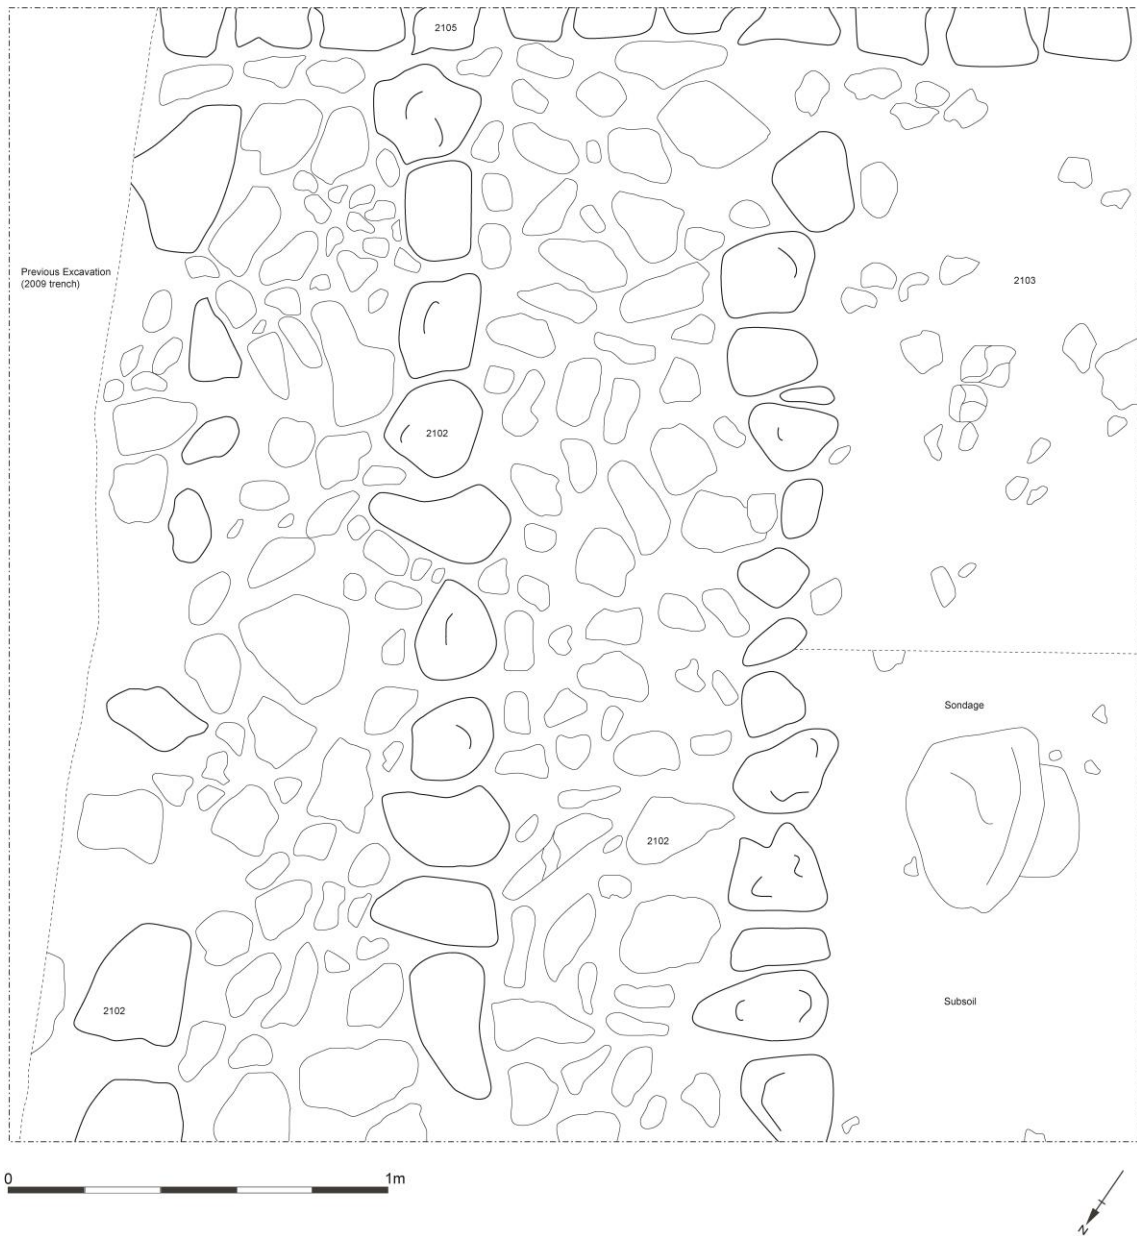 2105
Previous Excavation
(2009 trench)
2103
2102
Sondage
2102
Subsoil
2102
0
1m
N